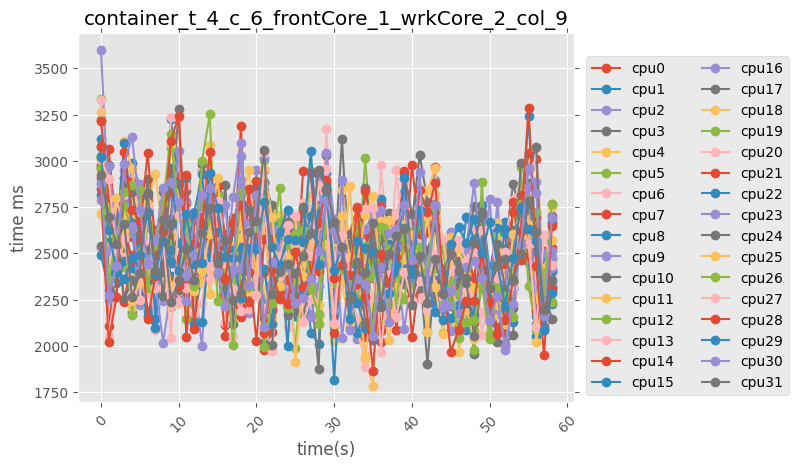 container_t_4_c_6_frontCore_1_wrkCore_2_col_9
time ms
3500
3250
3000
2750
2500
2250
2000
1750
0
10
20
30
40
50
60
time(s)
cpu0
cpu1
cpu2
cpu3
cpu4
cpu5
cpu6
cpu7
cpu8
cpu9
cpu10
cpu11
cpu12
cpu13
cpu14
cpu15
cpu16
cpu17
cpu18
cpu19
cpu20
cpu21
cpu22
cpu23
cpu24
cpu25
cpu26
cpu27
cpu28
cpu29
cpu30
cpu31